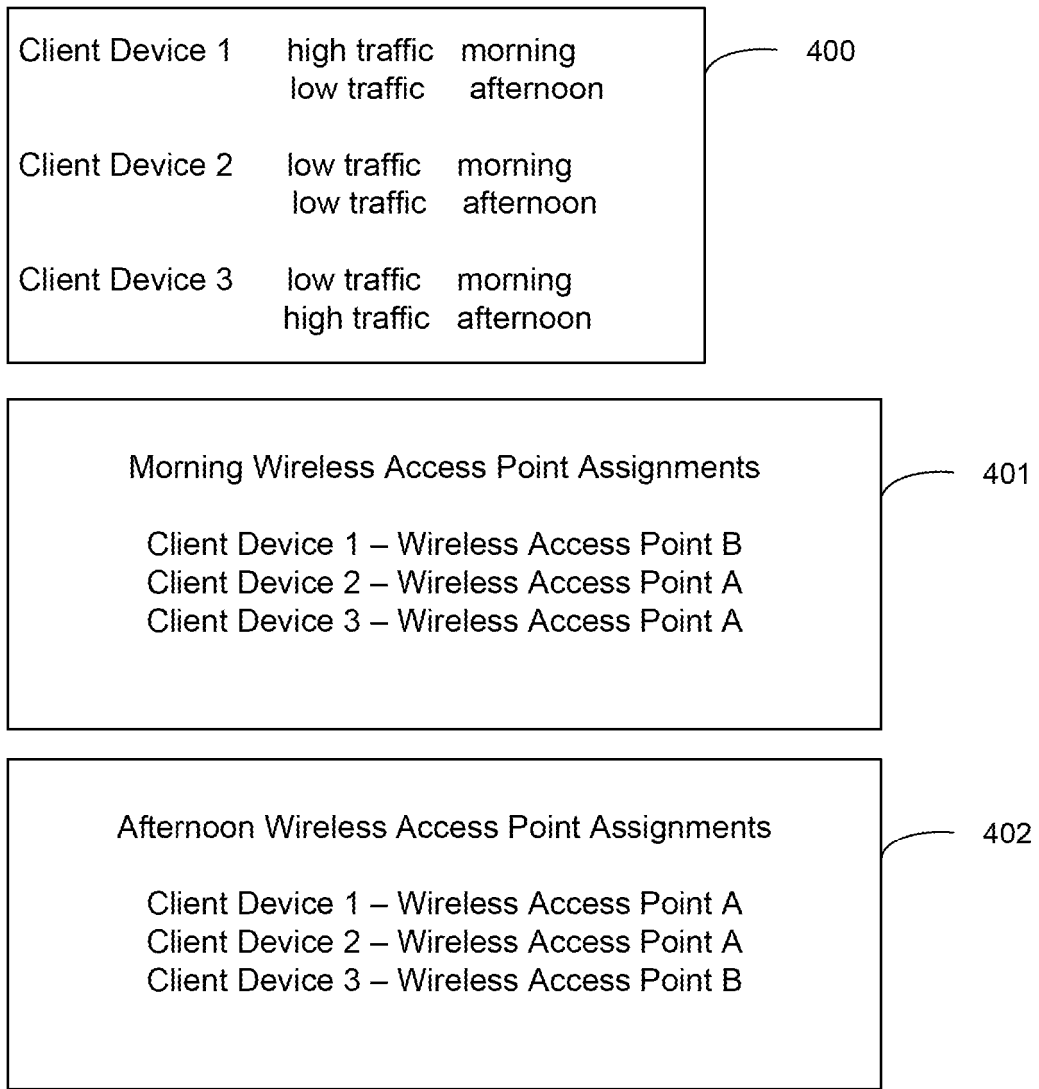 Client Device 1 high traffic morning 400
low traffic afternoon
Client Device 2 low traffic morning
low traffic afternoon
Client Device 3 low traffic morning
high traffic afternoon
Morning Wireless Access Point Assignments
401
Client Device 1 – Wireless Access Point B
Client Device 2 – Wireless Access Point A
Client Device 3 – Wireless Access Point A
Afternoon Wireless Access Point Assignments
402
Client Device 1 – Wireless Access Point A
Client Device 2 – Wireless Access Point A
Client Device 3 – Wireless Access Point B